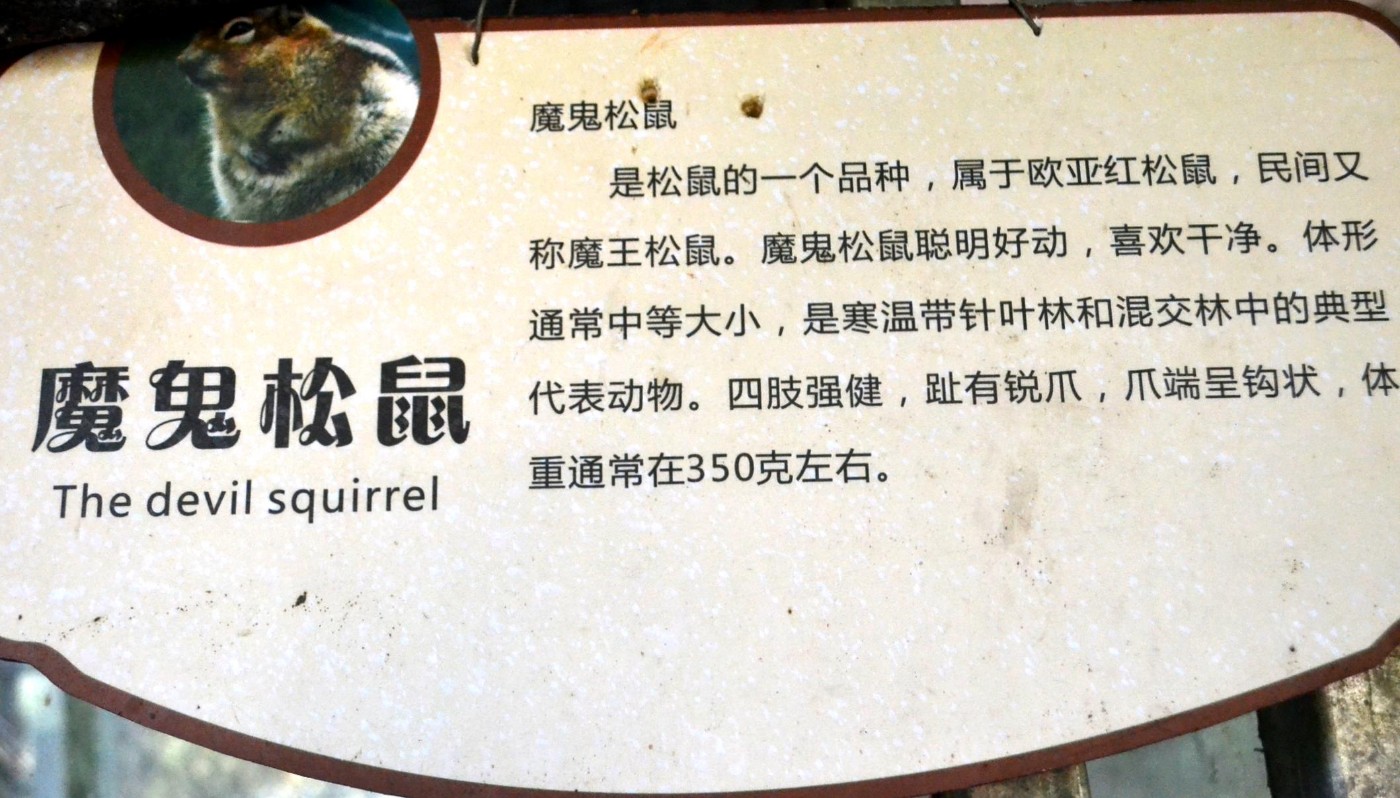 魔鬼松鼠
The devil squirrel
魔鬼松鼠
是松鼠的一个品种，属于欧亚红松鼠，民间又
称魔王松鼠。魔鬼松鼠聪明好动，喜欢干净。体形
通常中等大小，是寒温带针叶林和混交林中的典型
代表动物。四肢强健，趾有锐爪，爪端呈钩状，体
重通常在350克左右。